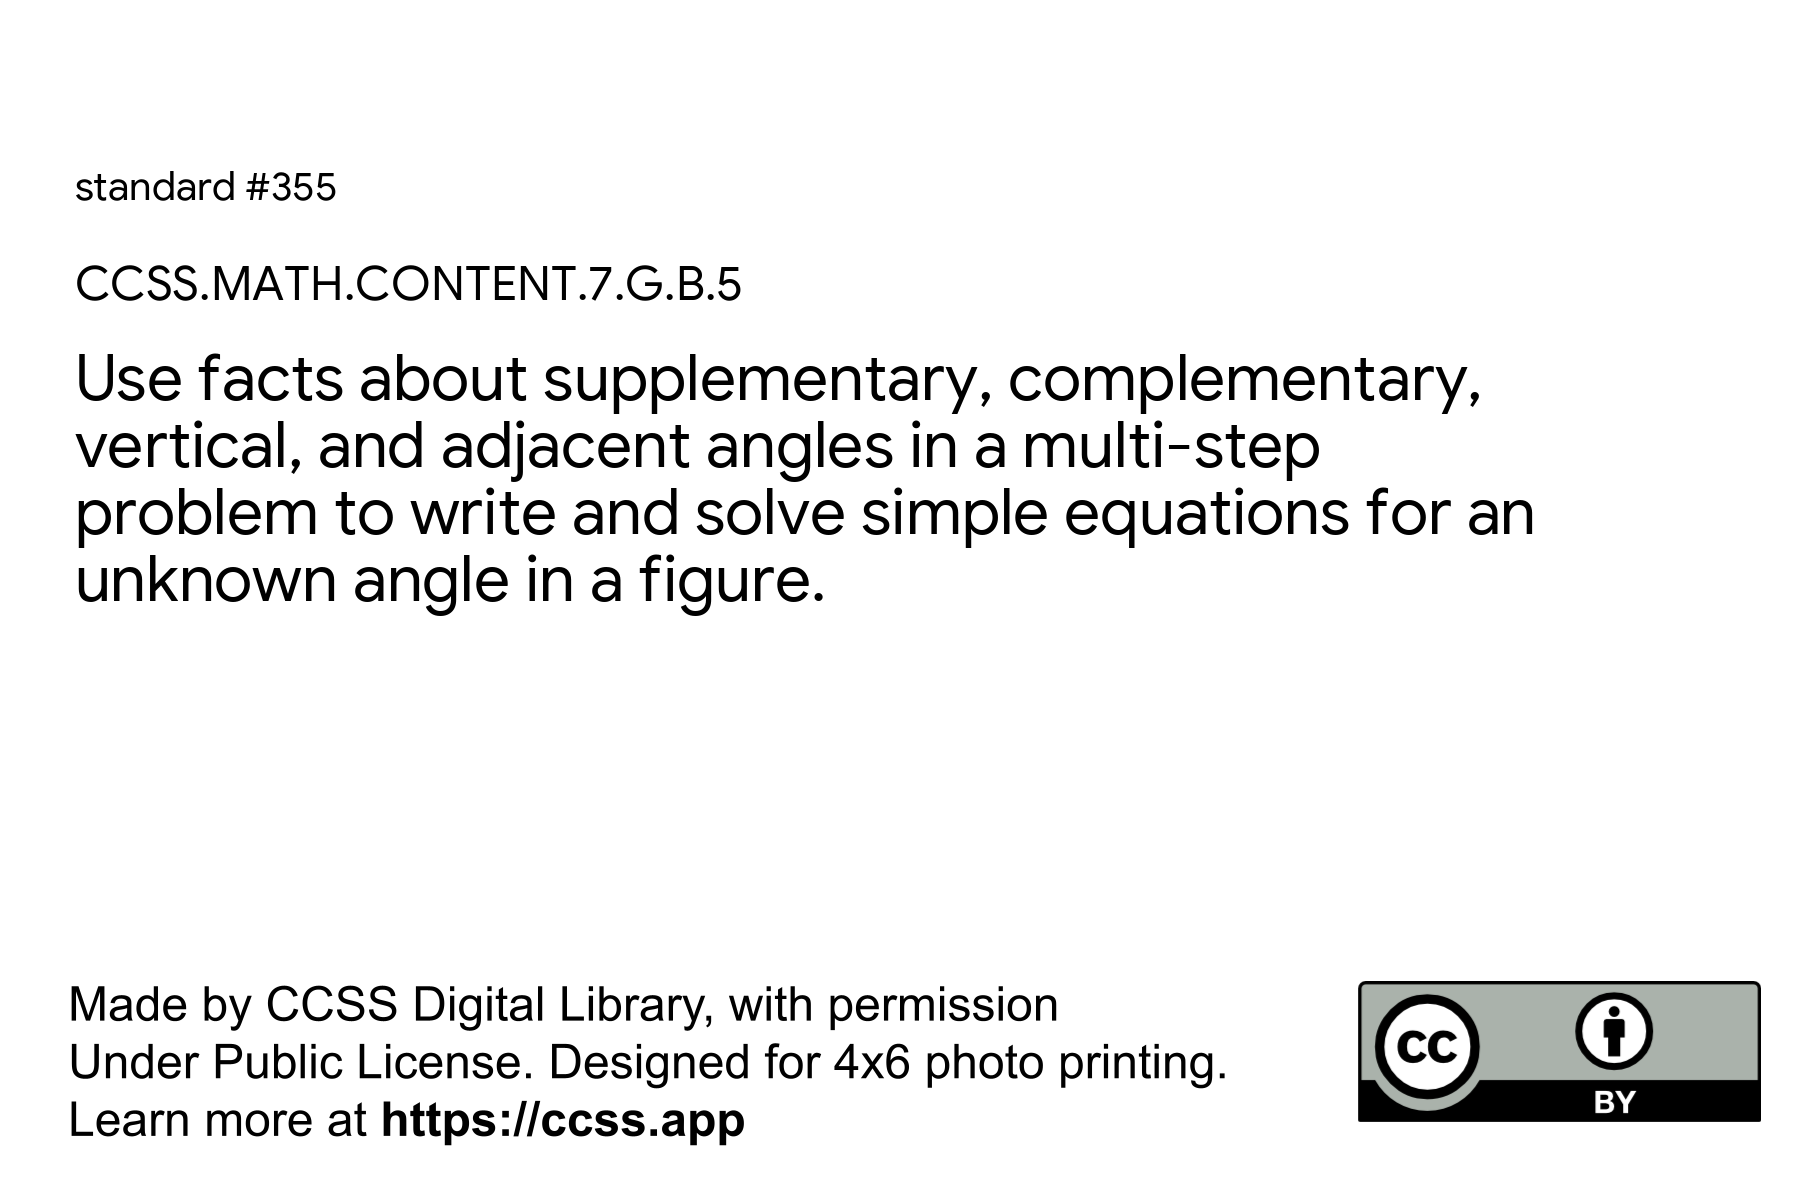 standard #355
CCSS.MATH.CONTENT.7.G.B.5
Use facts about supplementary, complementary,
vertical, and adjacent angles in a multi-step
problem to write and solve simple equations for an
unknown angle in a figure.
Made by CCSS Digital Library, with permission
Under Public License. Designed for 4x6 photo printing.
Learn more at https://ccss.app
cc
BY